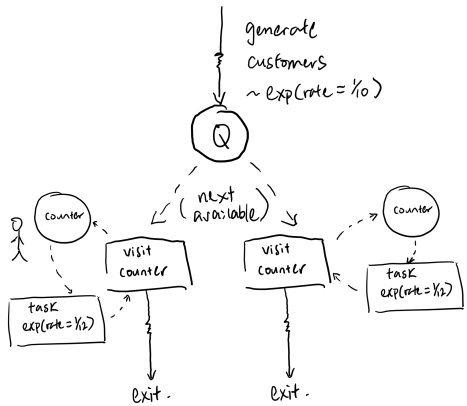 generate
customers
~ exp(rate = 1/10)
Q
(next
available)
counter
visit
counter
task
exp(rate = 1/12)
exit.
visit
counter
counter
task
exp(rate = 1/12)
exit.